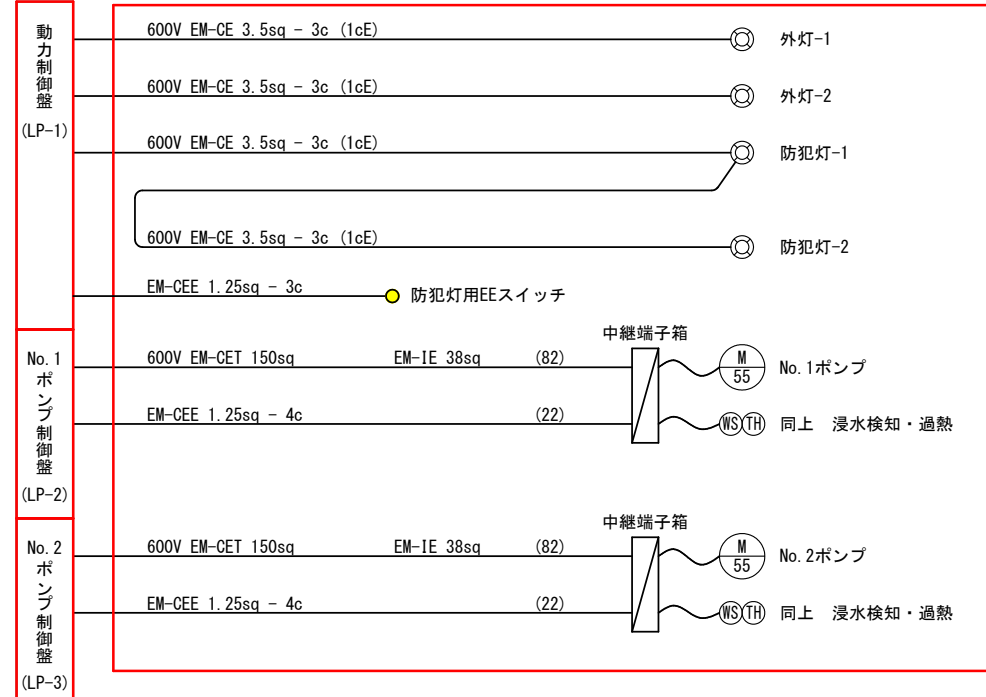 動力制御盤
(LP-1)
600V EM-CE 3.5sq - 3c (1cE)
外灯-1
600V EM-CE 3.5sq - 3c (1cE)
外灯-2
600V EM-CE 3.5sq - 3c (1cE)
防犯灯-1
600V EM-CE 3.5sq - 3c (1cE)
防犯灯-2
EM-CEE 1.25sq - 3c
防犯灯用EEスイッチ
No.1
ポンプ制御盤
(LP-2)
中継端子箱
600V EM-CET 150sq EM-IE 38sq (82)
M
55
No.1ポンプ
EM-CEE 1.25sq - 4c (22)
WS TH 同上 浸水検知・過熱
No.2
ポンプ制御盤
(LP-3)
中継端子箱
600V EM-CET 150sq EM-IE 38sq (82)
M
55
No.2ポンプ
EM-CEE 1.25sq - 4c (22)
WS TH 同上 浸水検知・過熱